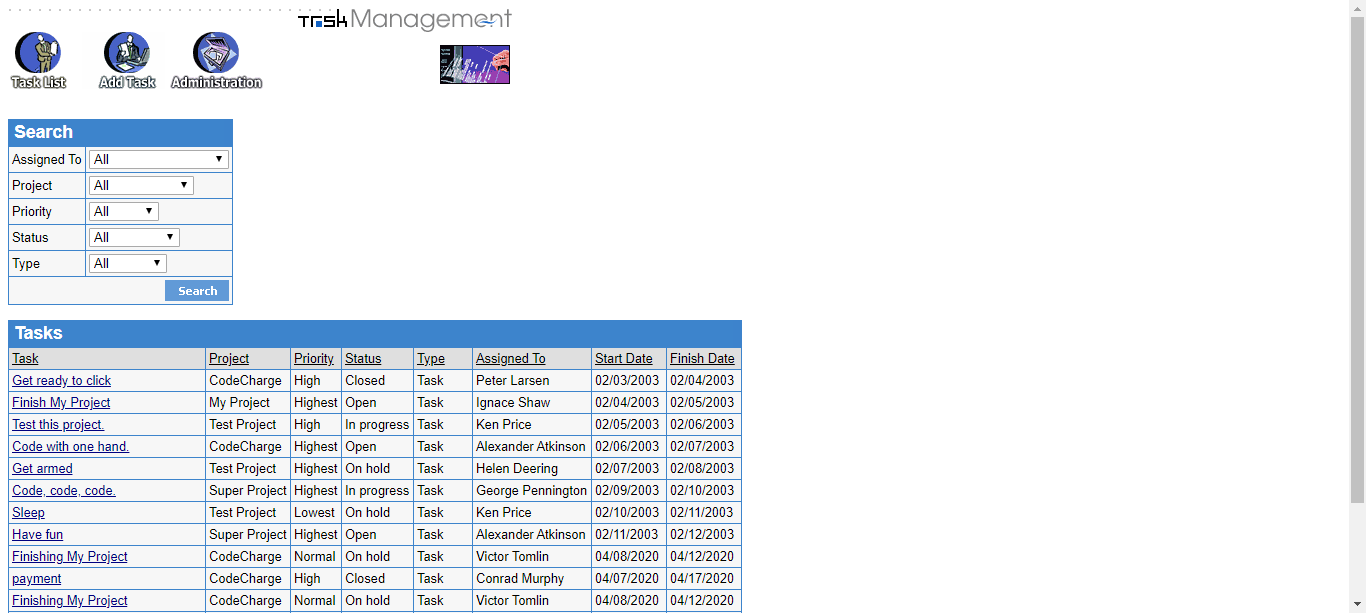 Task Management
Task List Add Task Administration
Search
Assigned To All
Project All
Priority All
Status All
Type All
Search
Tasks
Task Project Priority Status Type Assigned To Start Date Finish Date
Get ready to click CodeCharge High Closed Task Peter Larsen 02/03/2003 02/04/2003
Finish My Project My Project Highest Open Task Ignace Shaw 02/04/2003 02/05/2003
Test this project. Test Project High In progress Task Ken Price 02/05/2003 02/06/2003
Code with one hand. CodeCharge Highest Open Task Alexander Atkinson 02/06/2003 02/07/2003
Get armed Test Project Highest On hold Task Helen Deering 02/07/2003 02/08/2003
Code, code, code. Super Project Highest In progress Task George Pennington 02/09/2003 02/10/2003
Sleep Test Project Lowest On hold Task Ken Price 02/10/2003 02/11/2003
Have fun Super Project Highest Open Task Alexander Atkinson 02/11/2003 02/12/2003
Finishing My Project CodeCharge Normal On hold Task Victor Tomlin 04/08/2020 04/12/2020
payment CodeCharge High Closed Task Conrad Murphy 04/07/2020 04/17/2020
Finishing My Project CodeCharge Normal On hold Task Victor Tomlin 04/08/2020 04/12/2020